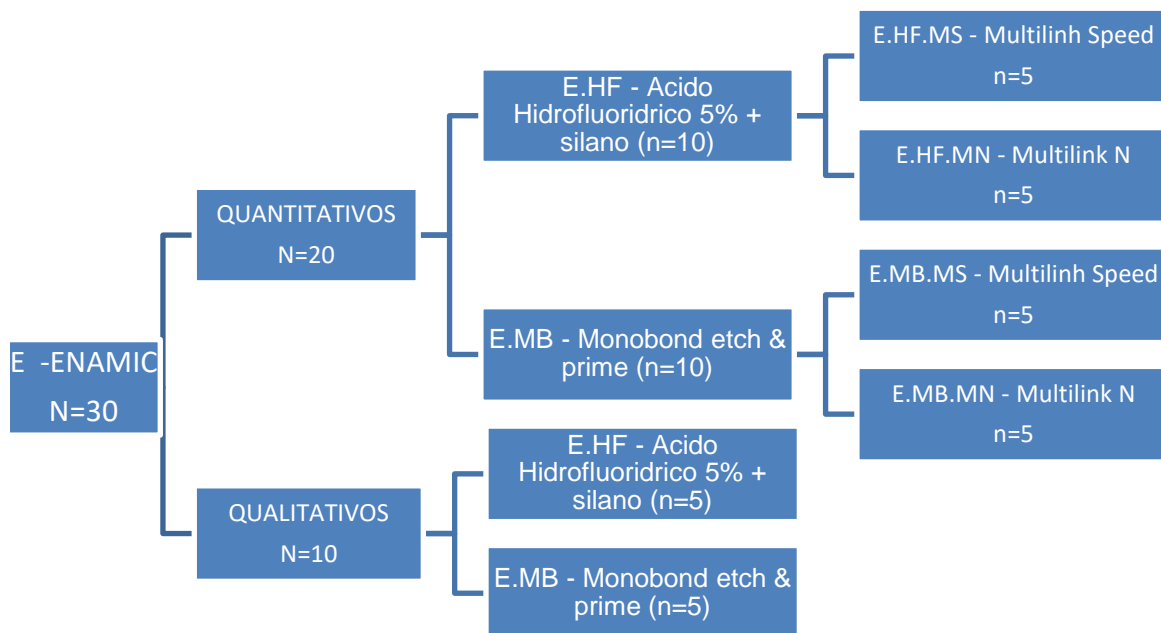 E -ENAMIC
N=30
QUANTITATIVOS
N=20
E.HF - Acido
Hidrofluoridrico 5% +
silano (n=10)
E.HF.MS - Multilinh Speed
n=5
E.HF.MN - Multilink N
n=5
E.MB - Monobond etch &
prime (n=10)
E.MB.MS - Multilinh Speed
n=5
E.MB.MN - Multilink N
n=5
QUALITATIVOS
N=10
E.HF - Acido
Hidrofluoridrico 5% +
silano (n=5)
E.MB - Monobond etch &
prime (n=5)